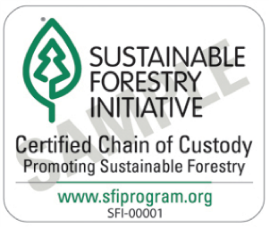 SUSTAINABLE
FORESTRY
INITIATIVE
SAMPLE
Certified Chain of Custody
Promoting Sustainable Forestry
www.sfiprogram.org
SFI-00001